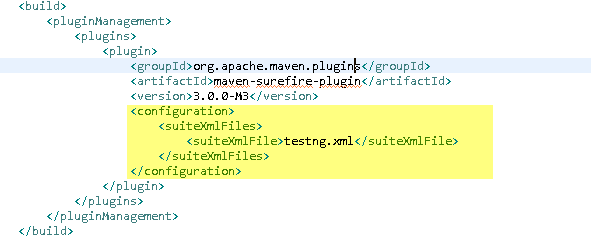 <build>
<pluginManagement>
<plugins>
<plugin>
<groupId>org.apache.maven.plugins</groupId>
<artifactId>maven-surefire-plugin</artifactId>
<version>3.0.0-M3</version>
<configuration>
<suiteXmlFiles>
<suiteXmlFile>testng.xml</suiteXmlFile>
</suiteXmlFiles>
</configuration>
</plugin>
</plugins>
</pluginManagement>
</build>